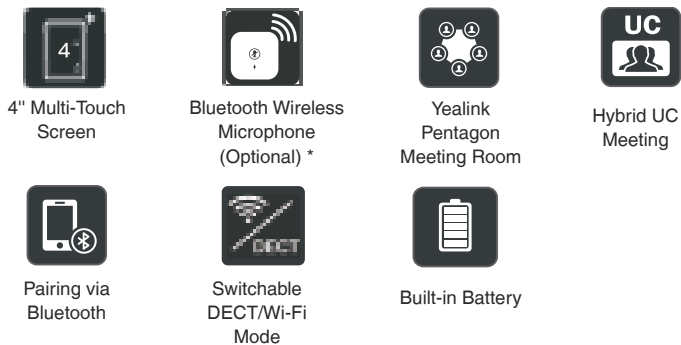 4
4" Multi-Touch
Screen
Bluetooth Wireless
Microphone
(Optional) *
Yealink
Pentagon
Meeting Room
UC
Hybrid UC
Meeting
Pairing via
Bluetooth
DECT
Switchable
DECT/Wi-Fi
Mode
Built-in Battery